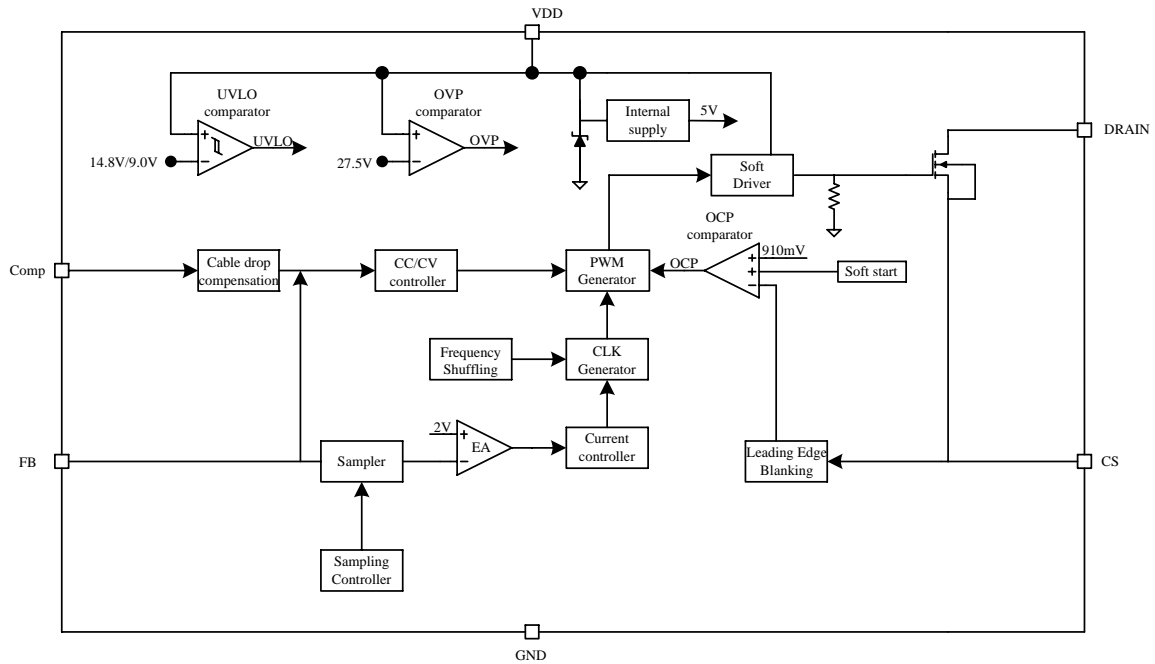 VDD
UVLO
comparator
+
−
UVLO
14.8V/9.0V
OVP
comparator
+
−
OVP
27.5V
Internal
supply
5V
DRAIN
Soft
Driver
OCP
comparator
910mV
+
+
−
OCP
Soft start
Comp
Cable drop
compensation
CC/CV
controller
PWM
Generator
Frequency
Shuffling
CLK
Generator
2V
+
−
EA
Current
controller
FB
Sampler
Leading Edge
Blanking
CS
Sampling
Controller
GND